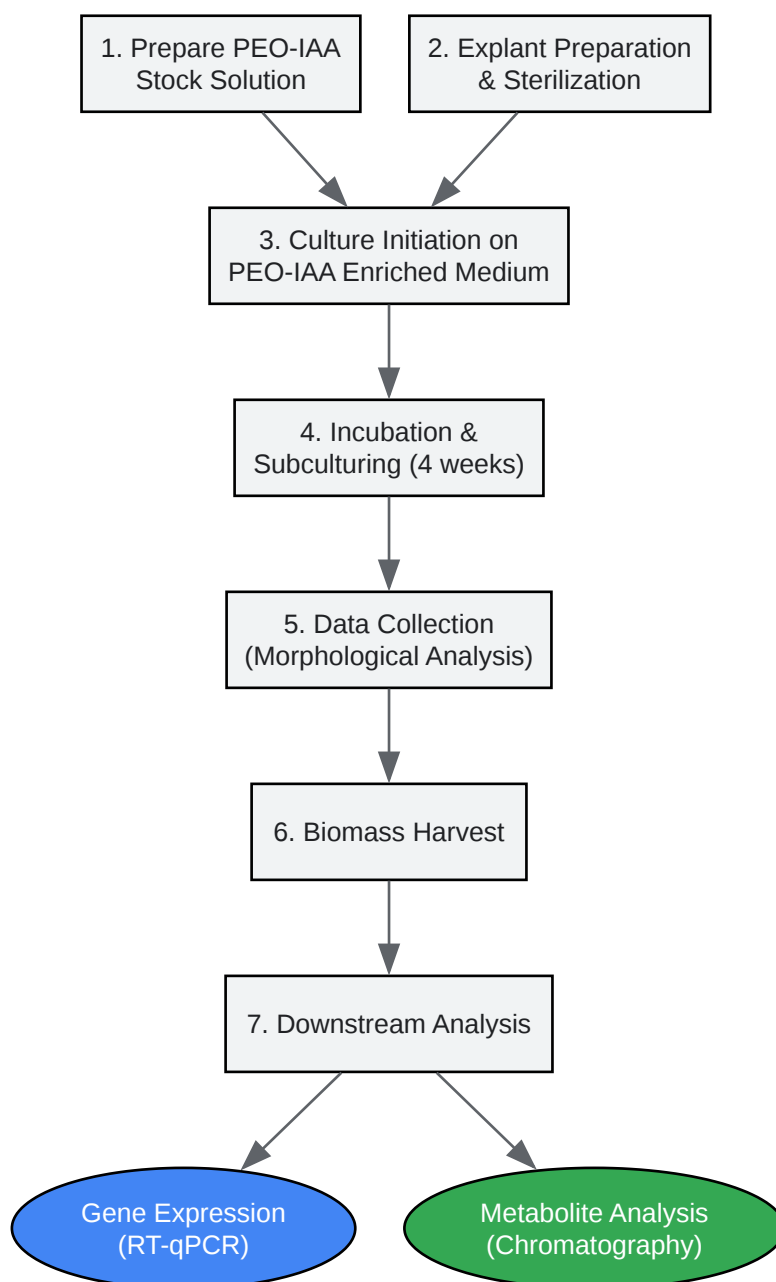 1. Prepare PEO-IAA
Stock Solution
2. Explant Preparation
& Sterilization
3. Culture Initiation on
PEO-IAA Enriched Medium
4. Incubation &
Subculturing (4 weeks)
5. Data Collection
(Morphological Analysis)
6. Biomass Harvest
7. Downstream Analysis
Gene Expression
(RT-qPCR)
Metabolite Analysis
(Chromatography)